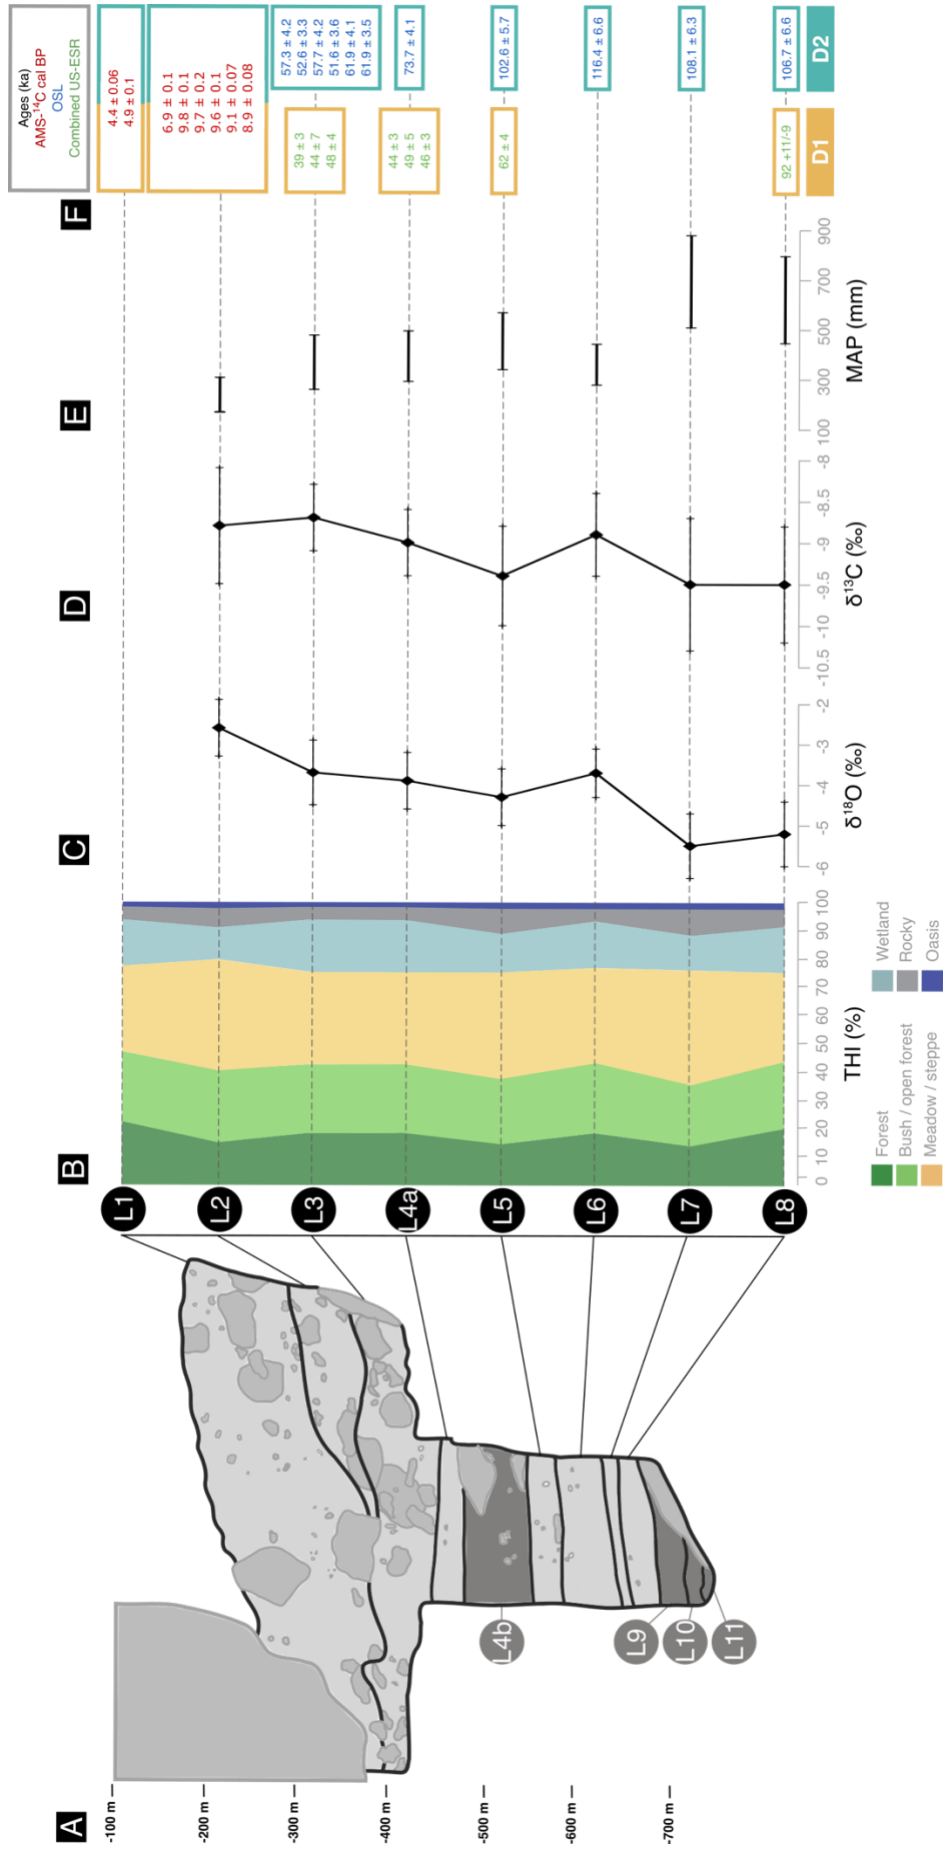 A
B
C
D
E
F
Ages (ka)
AMS-¹⁴C cal BP
OSL
Combined US-ESR
-100 m
-200 m
-300 m
-400 m
-500 m
-600 m
-700 m
L4b
L9
L10
L11
L1
L2
L3
L4a
L5
L6
L7
L8
4.4 ± 0.06
4.9 ± 0.1
6.9 ± 0.1
9.8 ± 0.1
9.7 ± 0.2
9.6 ± 0.1
9.1 ± 0.07
8.9 ± 0.08
39 ± 3
44 ± 7
48 ± 4
57.3 ± 4.2
52.6 ± 3.3
57.7 ± 4.2
51.6 ± 3.6
61.9 ± 4.1
61.9 ± 3.5
44 ± 3
49 ± 5
46 ± 3
73.7 ± 4.1
62 ± 4
102.6 ± 5.7
116.4 ± 6.6
108.1 ± 6.3
92 +11/-9
106.7 ± 6.6
D1
D2
0 10 20 30 40 50 60 70 80 90 100
THI (%)
-6 -5 -4 -3 -2
δ¹⁸O (‰)
-10.5 -10 -9.5 -9 -8.5 -8
δ¹³C (‰)
100 300 500 700 900
MAP (mm)
Forest
Bush / open forest
Meadow / steppe
Wetland
Rocky
Oasis